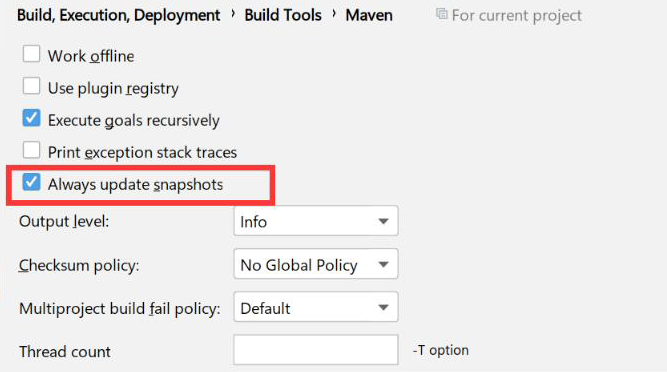 Build, Execution, Deployment › Build Tools › Maven For current project
Work offline
Use plugin registry
Execute goals recursively
Print exception stack traces
Always update snapshots
Output level: Info
Checksum policy: No Global Policy
Multiproject build fail policy: Default
Thread count -T option